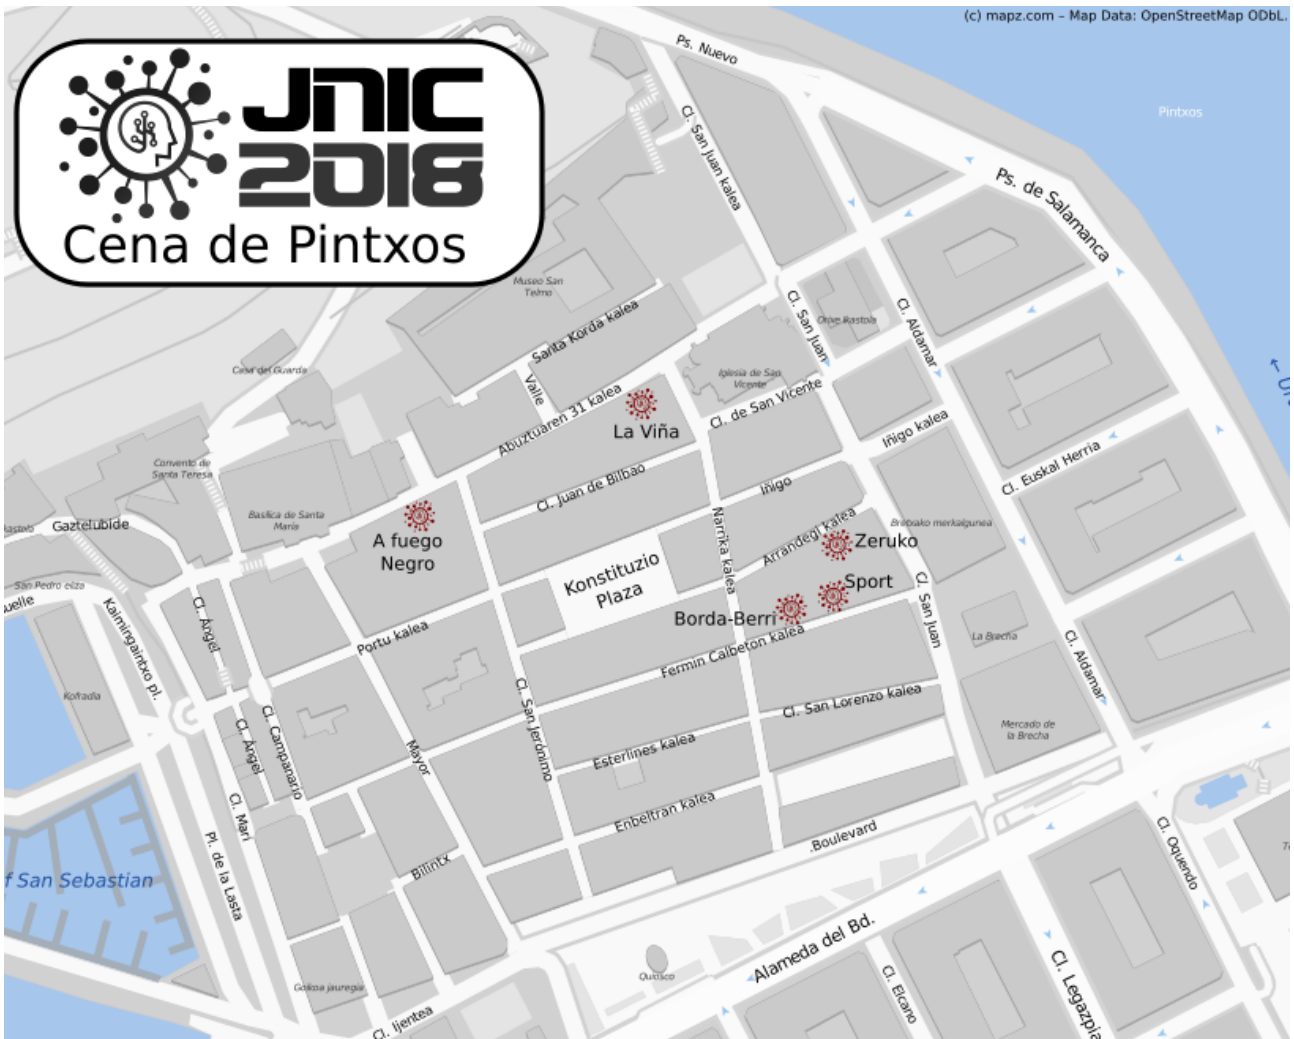 (c) mapz.com – Map Data: OpenStreetMap ODbL.
JNIC
2018
Cena de Pintxos
Ps. Nuevo
Pintxos
Cl. San Juan kalea
Ps. de Salamanca
Museo San
Telmo
Santa Korda kalea
Cl. San Juan
Orixe Ikastola
Cl. Aldamar
Casa del Guarda
Valle
Iglesia de San
Vicente
Abuztuaren 31 kalea
La Viña
Cl. de San Vicente
Iñigo kalea
Cl. Euskal Herria
Convento de
Santa Teresa
Cl. Juan de Bilbao
Iñigo
Gaztelubide
Basílica de Santa
María
A fuego
Negro
Narrika kalea
Arrandegi kalea
Zeruko
Bretxako merkalgunea
Konstituzio
Plaza
San Pedro eliza
Kaimingaintxo pl.
Cl. Ángel
Portu kalea
Sport
Borda-Berri
Cl. San Juan
La Brecha
Fermin Calbeton kalea
Cl. Aldamar
Kofradia
Cl. San Jerónimo
Cl. San Lorenzo kalea
Cl. Ángel
Cl. Campanario
Mayor
Esterlines kalea
Mercado de
la Brecha
Cl. Mari
Enbeltran kalea
Pl. de la Lasta
Bilintx
.Boulevard
Cl. Oquendo
f San Sebastian
Alameda del Bd.
Quiosco
Goikoa jauregia
Cl. Elcano
Cl. Legazpia
Cl. Ijentea